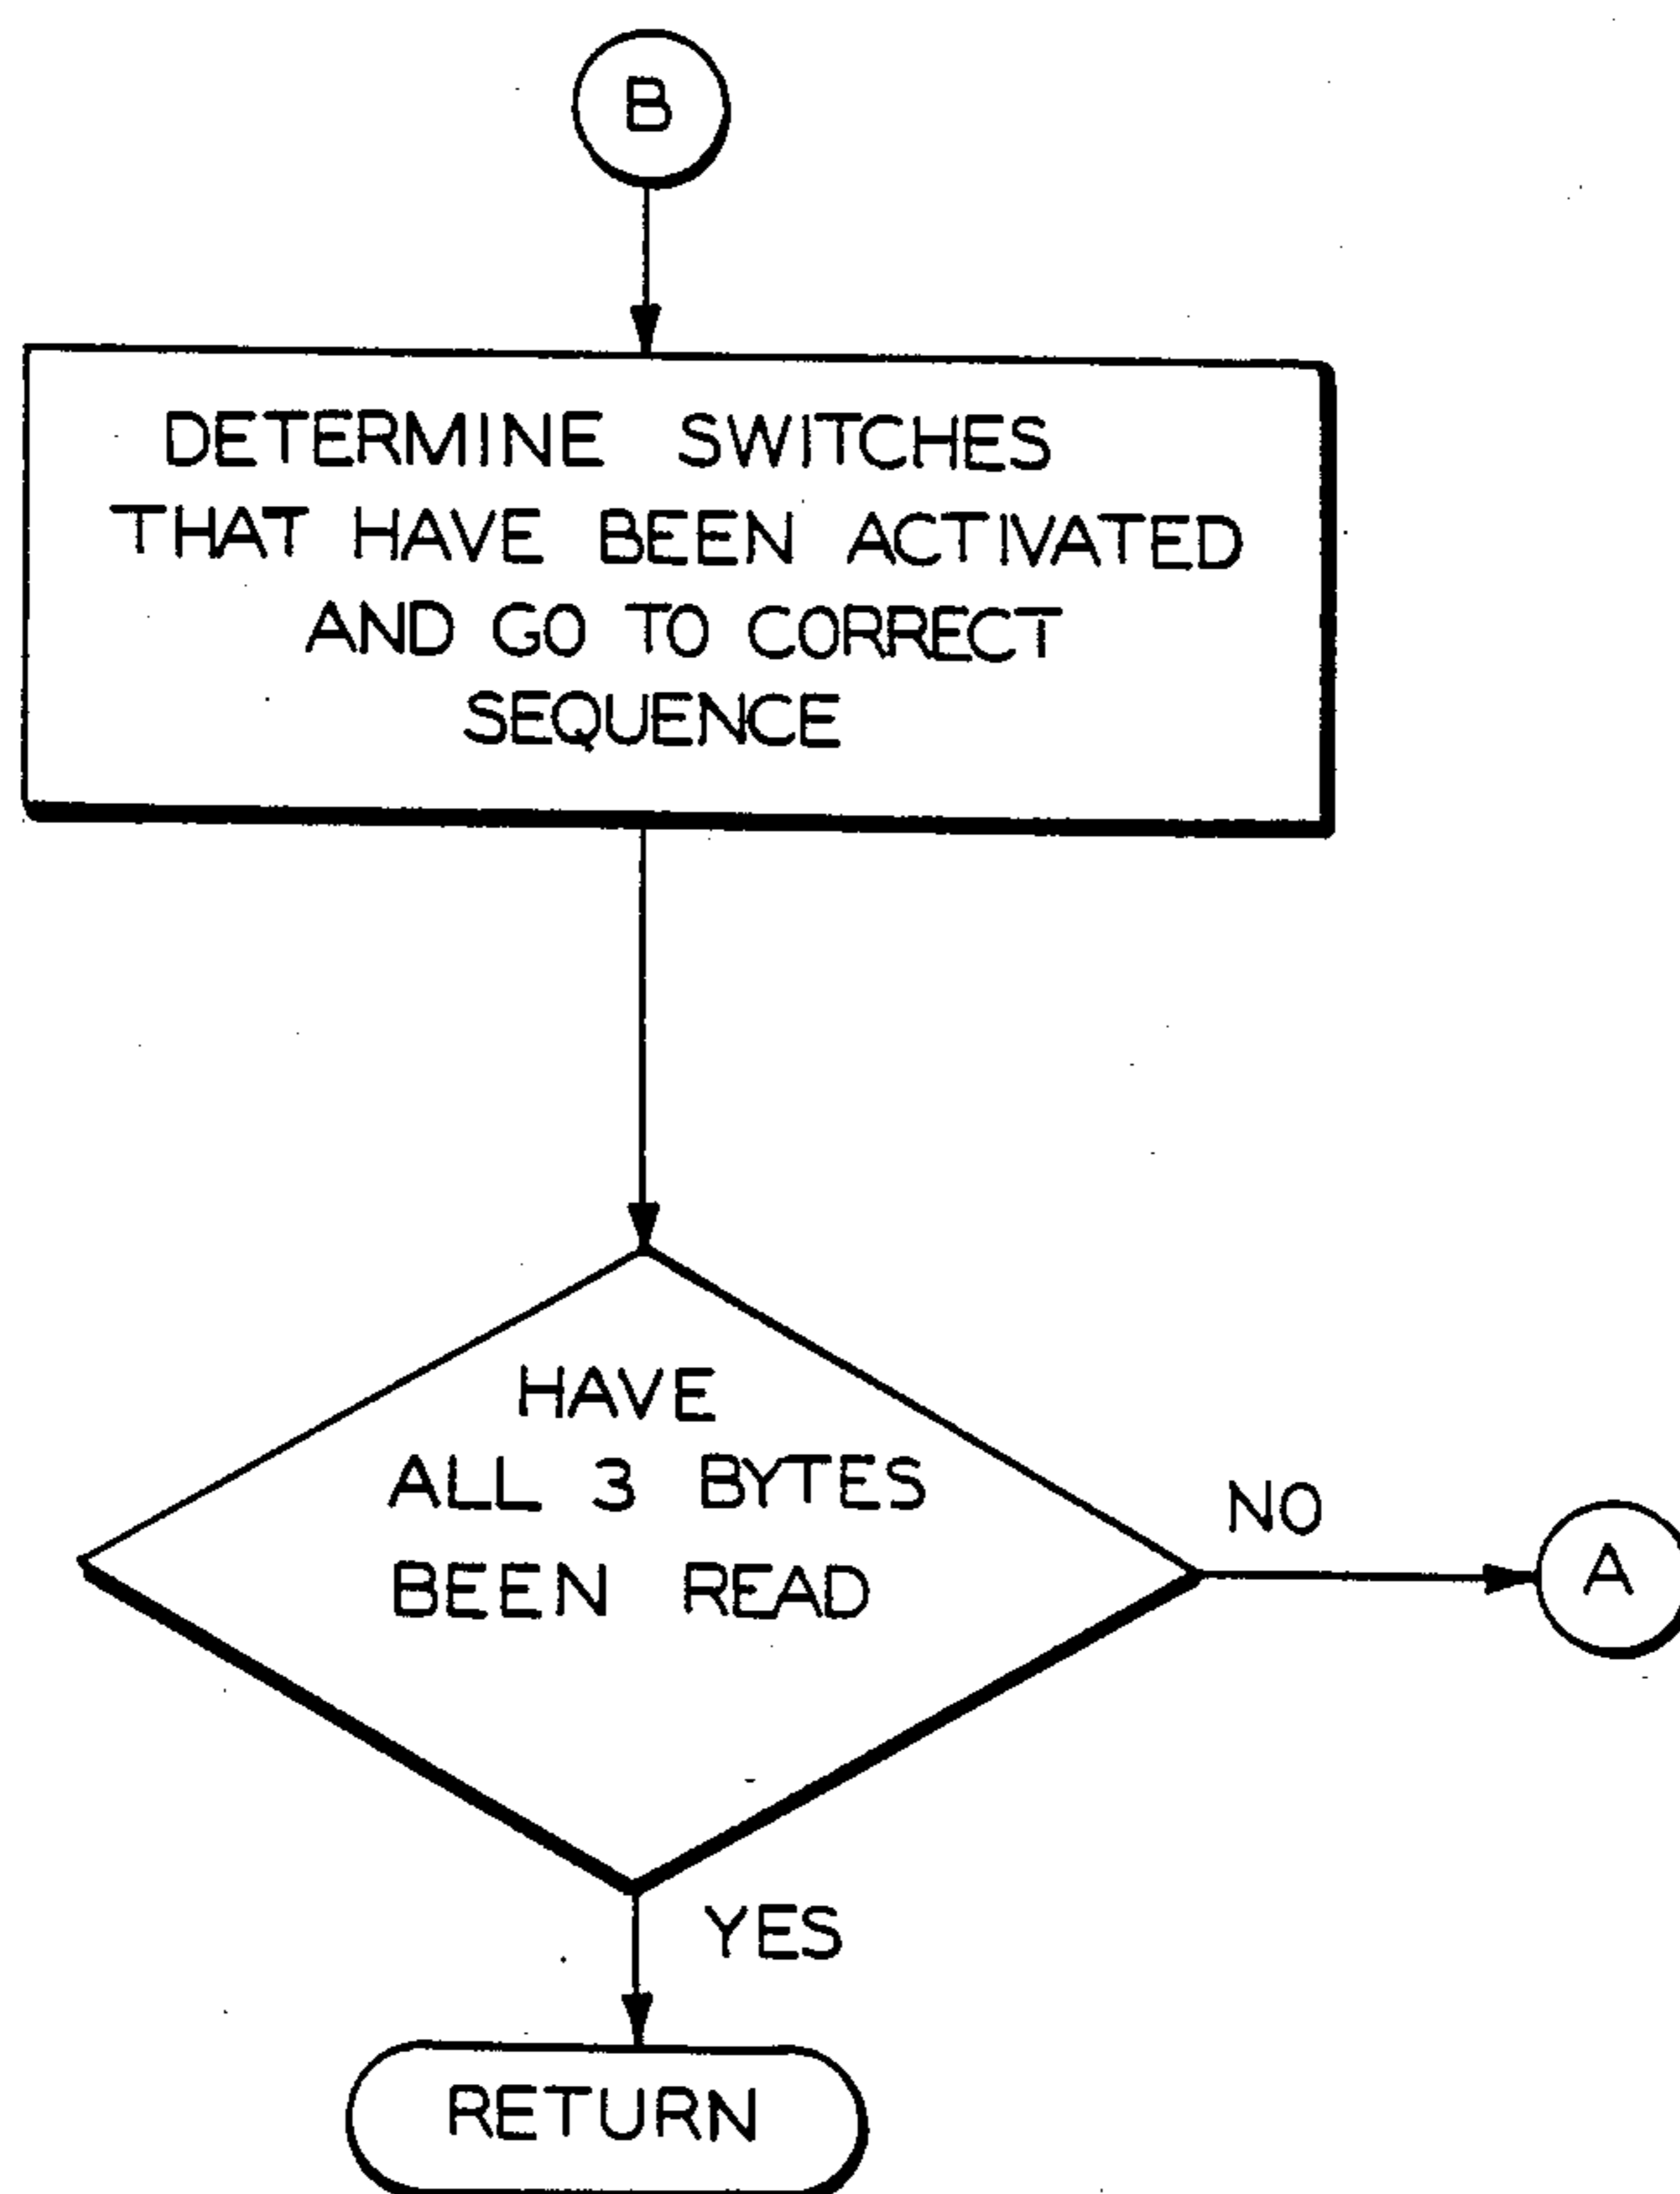 B
DETERMINE SWITCHES
THAT HAVE BEEN ACTIVATED
AND GO TO CORRECT
SEQUENCE
HAVE
ALL 3 BYTES
BEEN READ
NO
A
YES
RETURN